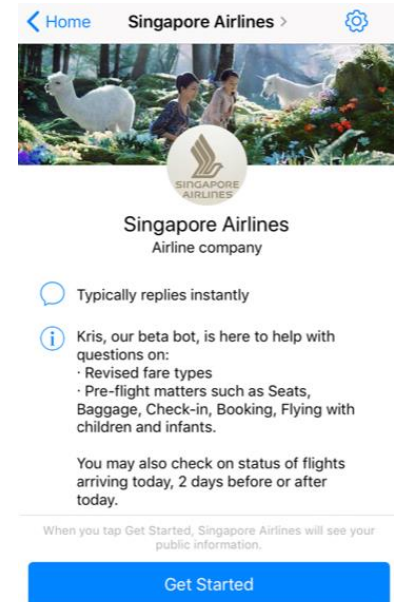 Home
Singapore Airlines >
SINGAPORE
AIRLINES
Singapore Airlines
Airline company
Typically replies instantly
Kris, our beta bot, is here to help with
questions on:
· Revised fare types
· Pre-flight matters such as Seats,
Baggage, Check-in, Booking, Flying with
children and infants.
You may also check on status of flights
arriving today, 2 days before or after
today.
When you tap Get Started, Singapore Airlines will see your
public information.
Get Started